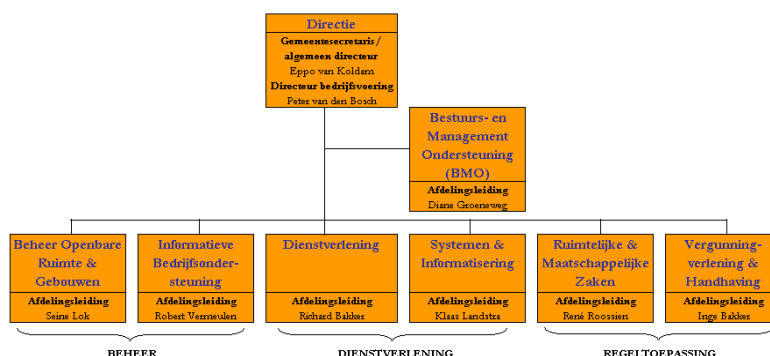 Directie
Gemeentesecretaris/
algemeen directeur
Eppo van Koldam
Directeur bedrijfsvoering
Peter van den Bosch
Bestuurs- en
Management
Ondersteuning
(BMO)
Afdelingsleiding
Diane Groeneweg
Beheer Openbare
Ruimte &
Gebouwen
Afdelingsleiding
Seine Lok
Informatieve
Bedrijfsonder-
steuning
Afdelingsleiding
Robert Vermeulen
Dienstverlening
Afdelingsleiding
Richard Bakker
Systemen &
Informatisering
Afdelingsleiding
Klaas Landstra
Ruimtelijke &
Maatschappelijke
Zaken
Afdelingsleiding
René Roossien
Vergunning-
verlening &
Handhaving
Afdelingsleiding
Inge Bakker
BEHEER
DIENSTVERLENING
REGELTOEPASSING